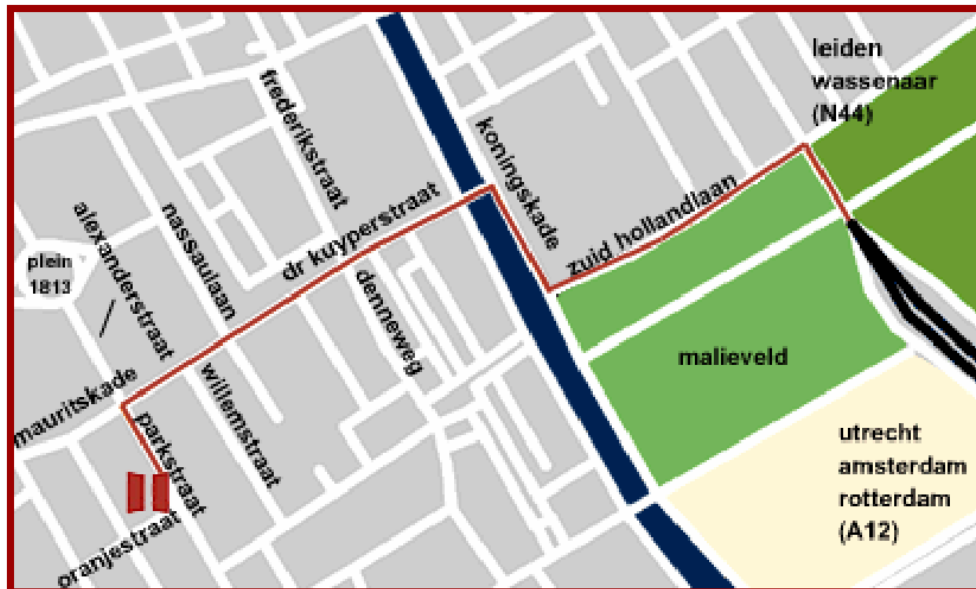 leiden
wassenaar
(N44)
frederikstraat
koningskade
alexanderstraat
nassaulaan
dr kuyperstraat
zuid hollandlaan
plein
1813
denneweg
malieveld
mauritskade
willemstraat
parkstraat
oranjestraat
utrecht
amsterdam
rotterdam
(A12)